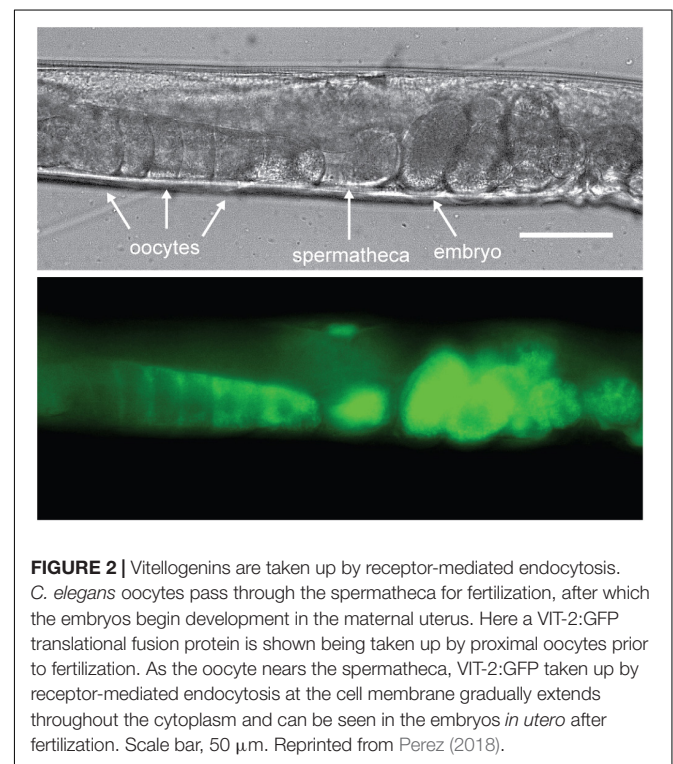 oocytes
spermatheca
embryo
FIGURE 2 | Vitellogenins are taken up by receptor-mediated endocytosis.
C. elegans oocytes pass through the spermatheca for fertilization, after which
the embryos begin development in the maternal uterus. Here a VIT-2:GFP
translational fusion protein is shown being taken up by proximal oocytes prior
to fertilization. As the oocyte nears the spermatheca, VIT-2:GFP taken up by
receptor-mediated endocytosis at the cell membrane gradually extends
throughout the cytoplasm and can be seen in the embryos in utero after
fertilization. Scale bar, 50 μm. Reprinted from Perez (2018).